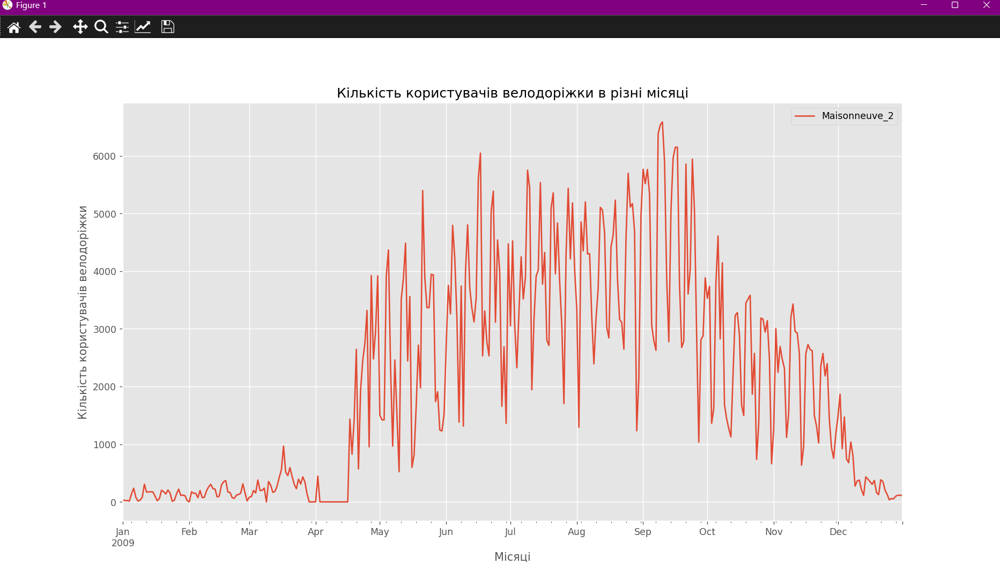 Figure 1
Кількість користувачів велодоріжки в різні місяці
Maisonneuve_2
Кількість користувачів велодоріжки
6000
5000
4000
3000
2000
1000
0
Jan Feb Mar Apr May Jun Jul Aug Sep Oct Nov Dec
2009
Місяці